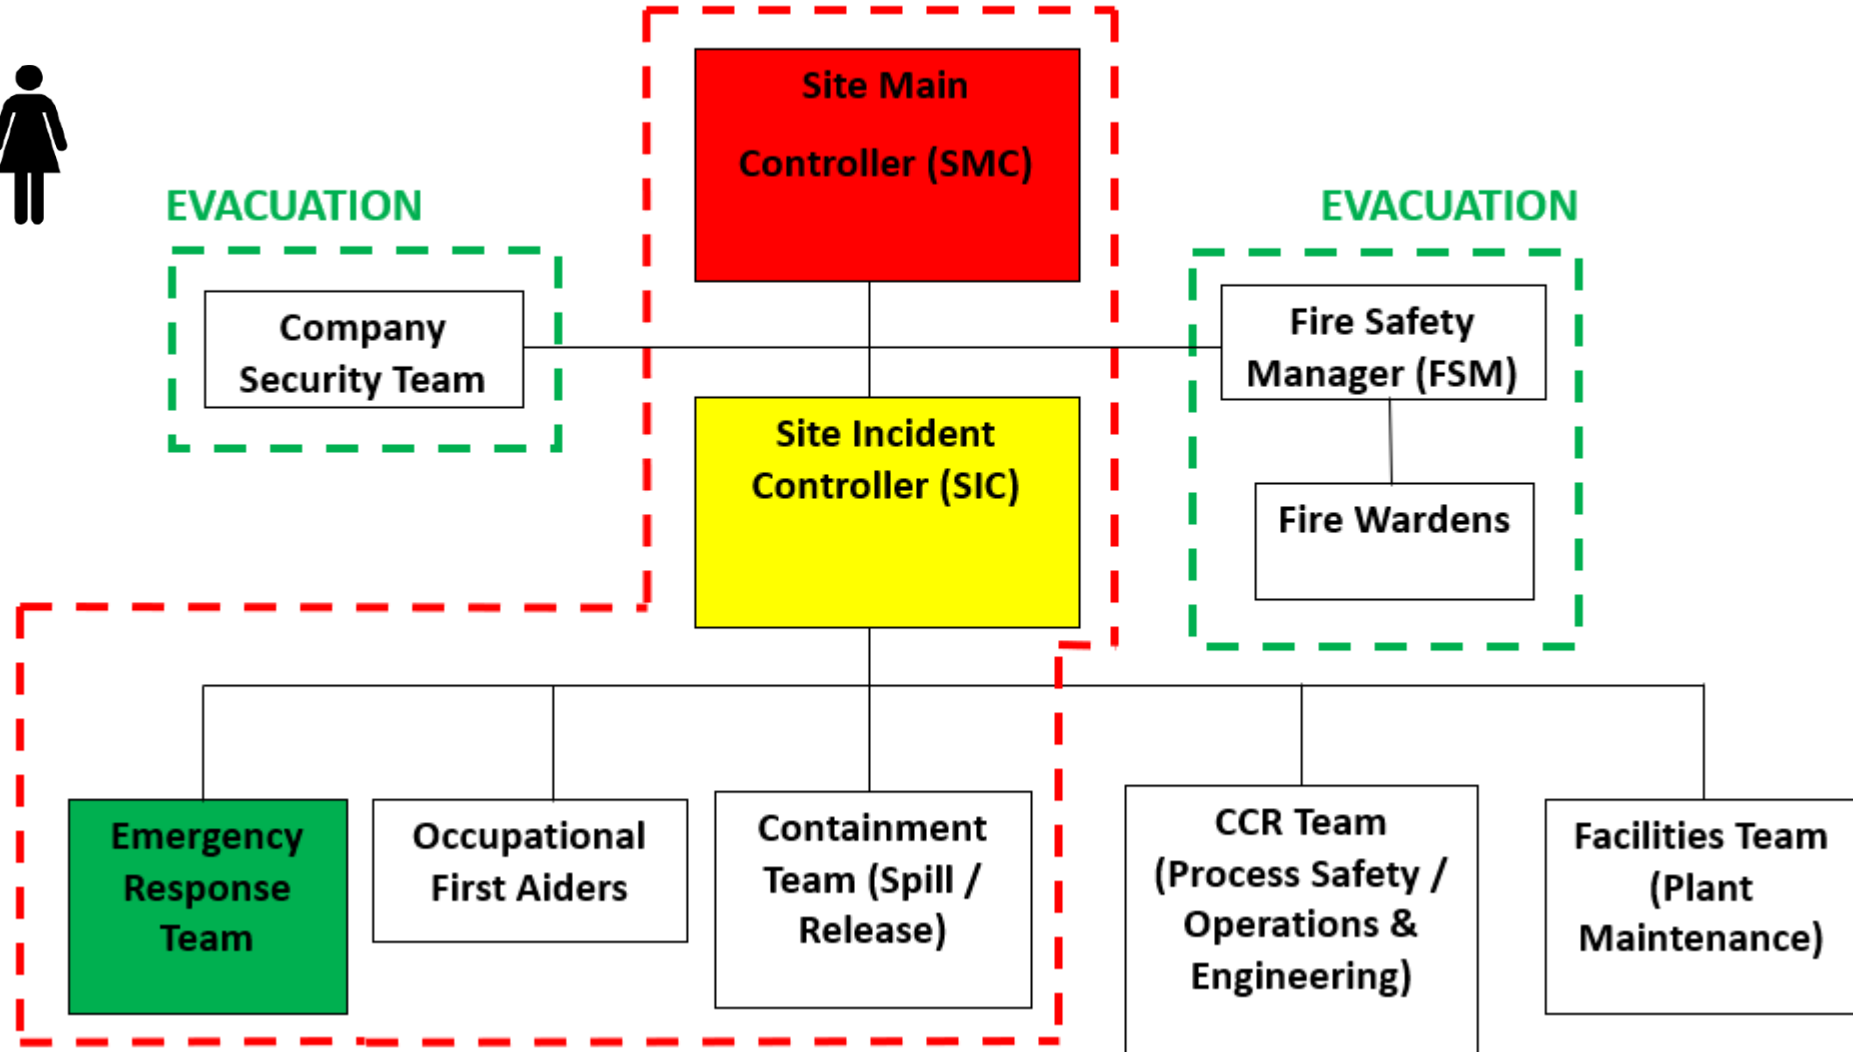 Site Main
Controller (SMC)
EVACUATION
EVACUATION
Company
Security Team
Fire Safety
Manager (FSM)
Site Incident
Controller (SIC)
Fire Wardens
Emergency
Response
Team
Occupational
First Aiders
Containment
Team (Spill /
Release)
CCR Team
(Process Safety /
Operations &
Engineering)
Facilities Team
(Plant
Maintenance)